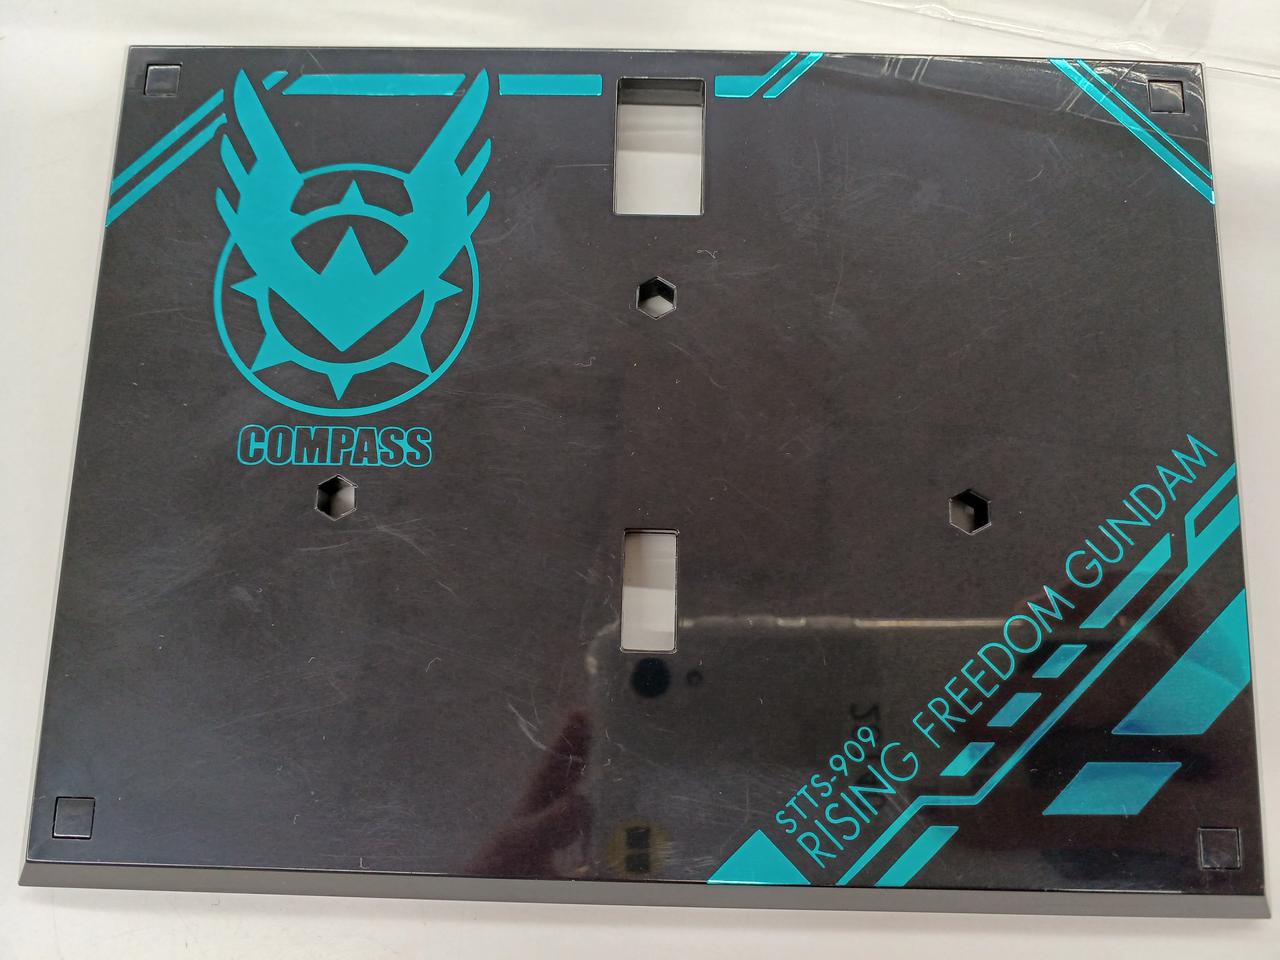 COMPASS
STTS-909
RISING FREEDOM GUNDAM